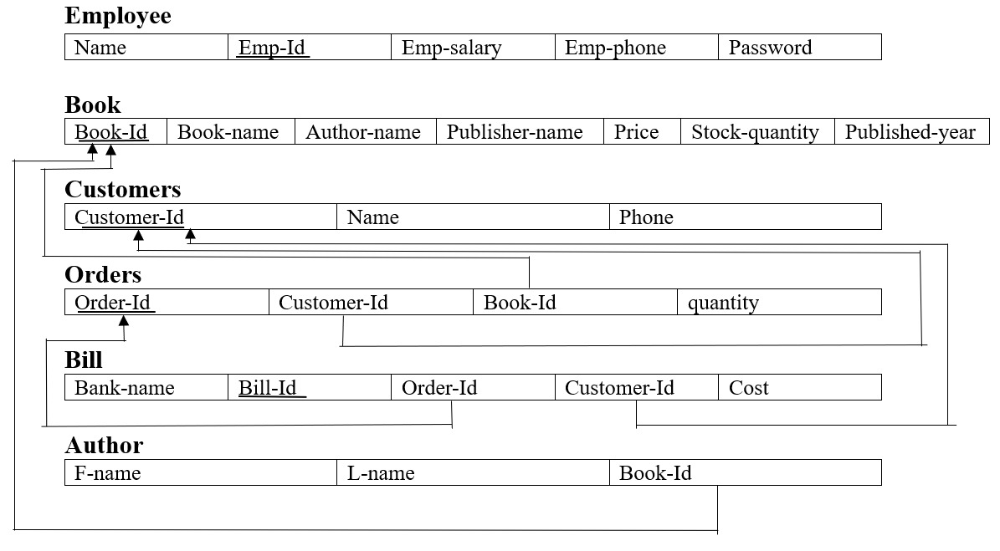 Employee
Name Emp-Id Emp-salary Emp-phone Password
Book
Book-Id Book-name Author-name Publisher-name Price Stock-quantity Published-year
Customers
Customer-Id Name Phone
Orders
Order-Id Customer-Id Book-Id quantity
Bill
Bank-name Bill-Id Order-Id Customer-Id Cost
Author
F-name L-name Book-Id